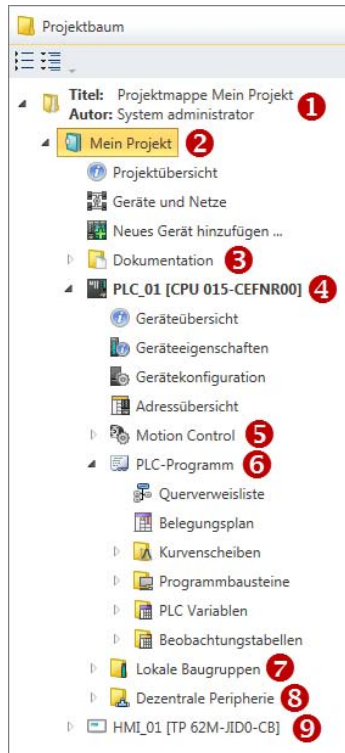 Projektbaum
Titel: Projektmappe Mein Projekt
Autor: System administrator 1
Mein Projekt 2
Projektübersicht
Geräte und Netze
Neues Gerät hinzufügen ...
Dokumentation 3
PLC_01 [CPU 015-CEFNR00] 4
Geräteübersicht
Geräteeigenschaften
Gerätekonfiguration
Adressübersicht
Motion Control 5
PLC-Programm 6
Querverweisliste
Belegungsplan
Kurvenscheiben
Programmbausteine
PLC Variablen
Beobachtungstabellen
Lokale Baugruppen 7
Dezentrale Peripherie 8
HMI_01 [TP 62M-JID0-CB] 9